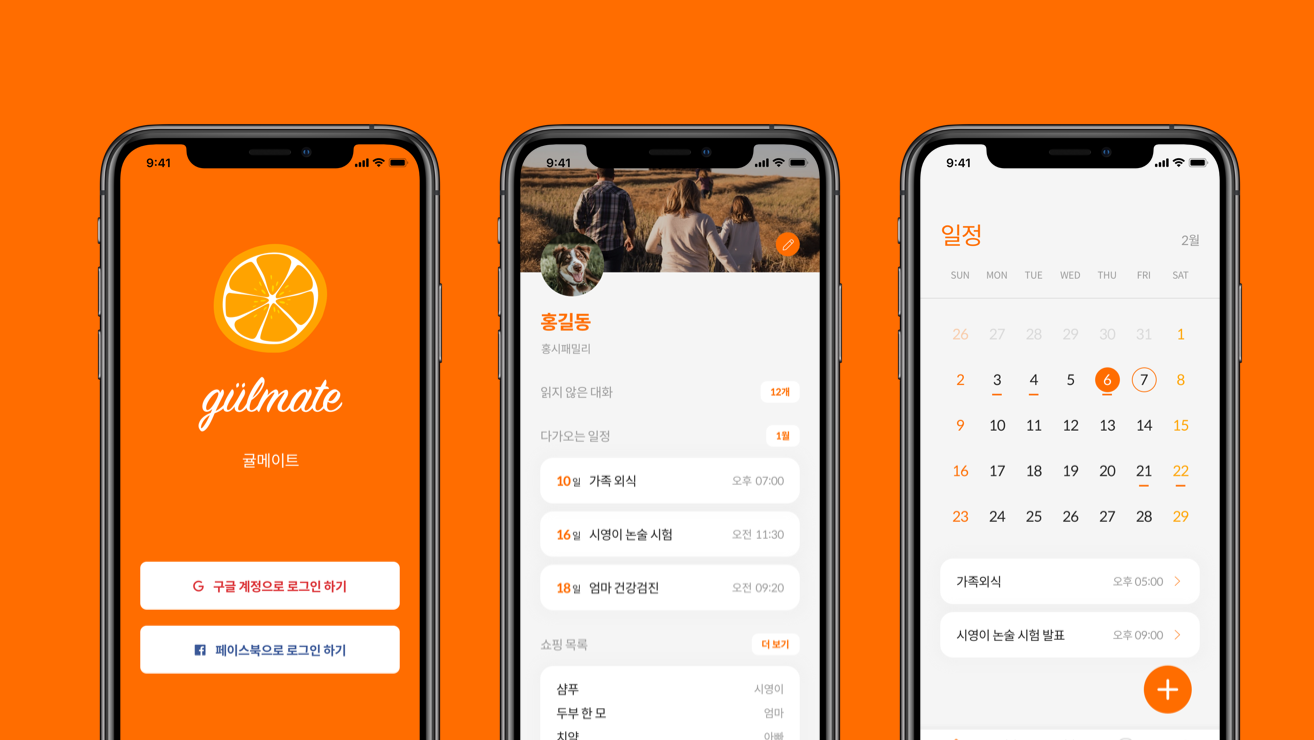 9:41
gülmate
귤메이트
G 구글 계정으로 로그인 하기
f 페이스북으로 로그인 하기
9:41
홍길동
홍시패밀리
읽지 않은 대화 12개
다가오는 일정 1월
10일 가족 외식 오후 07:00
16일 시영이 논술 시험 오전 11:30
18일 엄마 건강검진 오전 09:20
쇼핑 목록 더 보기
샴푸 시영이
두부 한 모 엄마
치약 아빠
9:41
일정 2월
SUN MON TUE WED THU FRI SAT
26 27 28 29 30 31 1
2 3 4 5 6 7 8
9 10 11 12 13 14 15
16 17 18 19 20 21 22
23 24 25 26 27 28 29
가족외식 오후 05:00
시영이 논술 시험 발표 오후 09:00